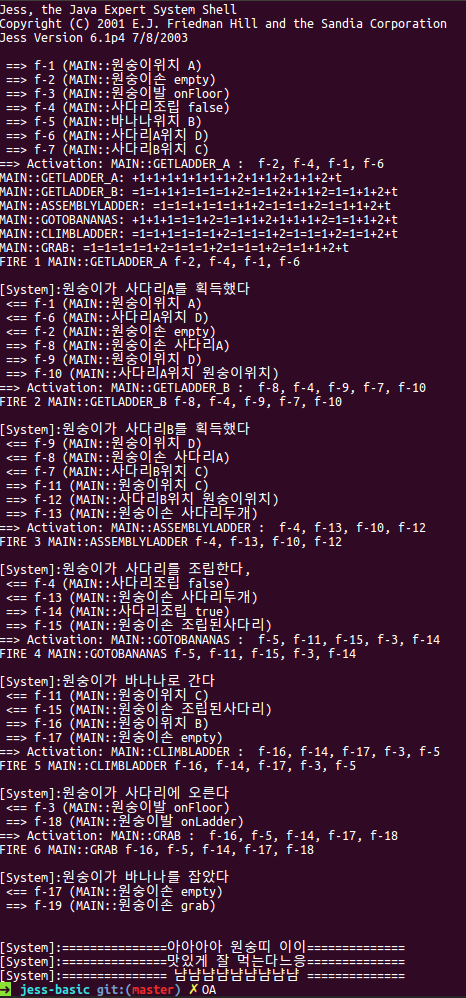 Jess, the Java Expert System Shell
Copyright (C) 2001 E.J. Friedman Hill and the Sandia Corporation
Jess Version 6.1p4 7/8/2003
==> f-1 (MAIN::원숭이위치 A)
==> f-2 (MAIN::원숭이손 empty)
==> f-3 (MAIN::원숭이발 onFloor)
==> f-4 (MAIN::사다리조립 false)
==> f-5 (MAIN::바나나위치 B)
==> f-6 (MAIN::사다리A위치 D)
==> f-7 (MAIN::사다리B위치 C)
==> Activation: MAIN::GETLADDER_A :  f-2, f-4, f-1, f-6
MAIN::GETLADDER_A: +1+1+1+1+1+1+1+2+1+1+2+1+1+2+t
MAIN::GETLADDER_B: =1=1+1+1=1=1+2=1=1+2+1+1+2=1=1+1+2+t
MAIN::ASSEMBLYLADDER: =1=1=1+1=1=1+1+2=1=1=1+2=1=1+1+2+t
MAIN::GOTOBANANAS: +1+1=1+1=1=1+2=1+1+2+1+1+2=1=1+1+2+t
MAIN::CLIMBLADDER: =1=1+1=1=1+2=1+1=1+2+1=1+1=2=1=1+2+t
MAIN::GRAB: =1=1=1=1=1+2=1=1=1+2=1=1=1+2=1=1+1+2+t
FIRE 1 MAIN::GETLADDER_A f-2, f-4, f-1, f-6
[System]:원숭이가 사다리A를 획득했다
<== f-1 (MAIN::원숭이위치 A)
<== f-6 (MAIN::사다리A위치 D)
<== f-2 (MAIN::원숭이손 empty)
==> f-8 (MAIN::원숭이손 사다리A)
==> f-9 (MAIN::원숭이위치 D)
==> f-10 (MAIN::사다리A위치 원숭이위치)
==> Activation: MAIN::GETLADDER_B :  f-8, f-4, f-9, f-7, f-10
FIRE 2 MAIN::GETLADDER_B f-8, f-4, f-9, f-7, f-10
[System]:원숭이가 사다리B를 획득했다
<== f-9 (MAIN::원숭이위치 D)
<== f-8 (MAIN::원숭이손 사다리A)
<== f-7 (MAIN::사다리B위치 C)
==> f-11 (MAIN::원숭이위치 C)
==> f-12 (MAIN::사다리B위치 원숭이위치)
==> f-13 (MAIN::원숭이손 사다리두개)
==> Activation: MAIN::ASSEMBLYLADDER :  f-4, f-13, f-10, f-12
FIRE 3 MAIN::ASSEMBLYLADDER f-4, f-13, f-10, f-12
[System]:원숭이가 사다리를 조립한다,
<== f-4 (MAIN::사다리조립 false)
<== f-13 (MAIN::원숭이손 사다리두개)
==> f-14 (MAIN::사다리조립 true)
==> f-15 (MAIN::원숭이손 조립된사다리)
==> Activation: MAIN::GOTOBANANAS :  f-5, f-11, f-15, f-3, f-14
FIRE 4 MAIN::GOTOBANANAS f-5, f-11, f-15, f-3, f-14
[System]:원숭이가 바나나로 간다
<== f-11 (MAIN::원숭이위치 C)
<== f-15 (MAIN::원숭이손 조립된사다리)
==> f-16 (MAIN::원숭이위치 B)
==> f-17 (MAIN::원숭이손 empty)
==> Activation: MAIN::CLIMBLADDER :  f-16, f-14, f-17, f-3, f-5
FIRE 5 MAIN::CLIMBLADDER f-16, f-14, f-17, f-3, f-5
[System]:원숭이가 사다리에 오른다
<== f-3 (MAIN::원숭이발 onFloor)
==> f-18 (MAIN::원숭이발 onLadder)
==> Activation: MAIN::GRAB :  f-16, f-5, f-14, f-17, f-18
FIRE 6 MAIN::GRAB f-16, f-5, f-14, f-17, f-18
[System]:원숭이가 바나나를 잡았다
<== f-17 (MAIN::원숭이손 empty)
==> f-19 (MAIN::원숭이손 grab)
[System]:===============아아아아 원숭띠 이이==============
[System]:===============맛있게 잘 먹는다느응==============
[System]:=============== 냠냠냠냠냠냠냠냠냠 ==============
→ jess-basic git:(master) ✗ OA